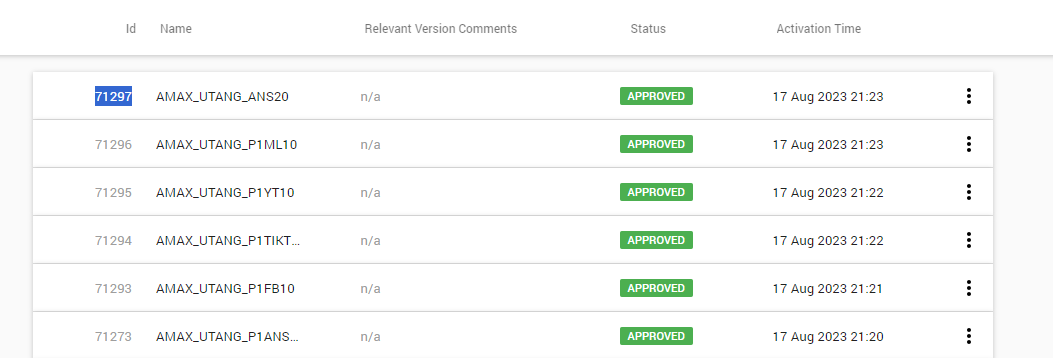 Id Name Relevant Version Comments Status Activation Time
71297 AMAX_UTANG_ANS20 n/a APPROVED 17 Aug 2023 21:23
71296 AMAX_UTANG_P1ML10 n/a APPROVED 17 Aug 2023 21:23
71295 AMAX_UTANG_P1YT10 n/a APPROVED 17 Aug 2023 21:22
71294 AMAX_UTANG_P1TIKT... n/a APPROVED 17 Aug 2023 21:22
71293 AMAX_UTANG_P1FB10 n/a APPROVED 17 Aug 2023 21:21
71273 AMAX_UTANG_P1ANS... n/a APPROVED 17 Aug 2023 21:20